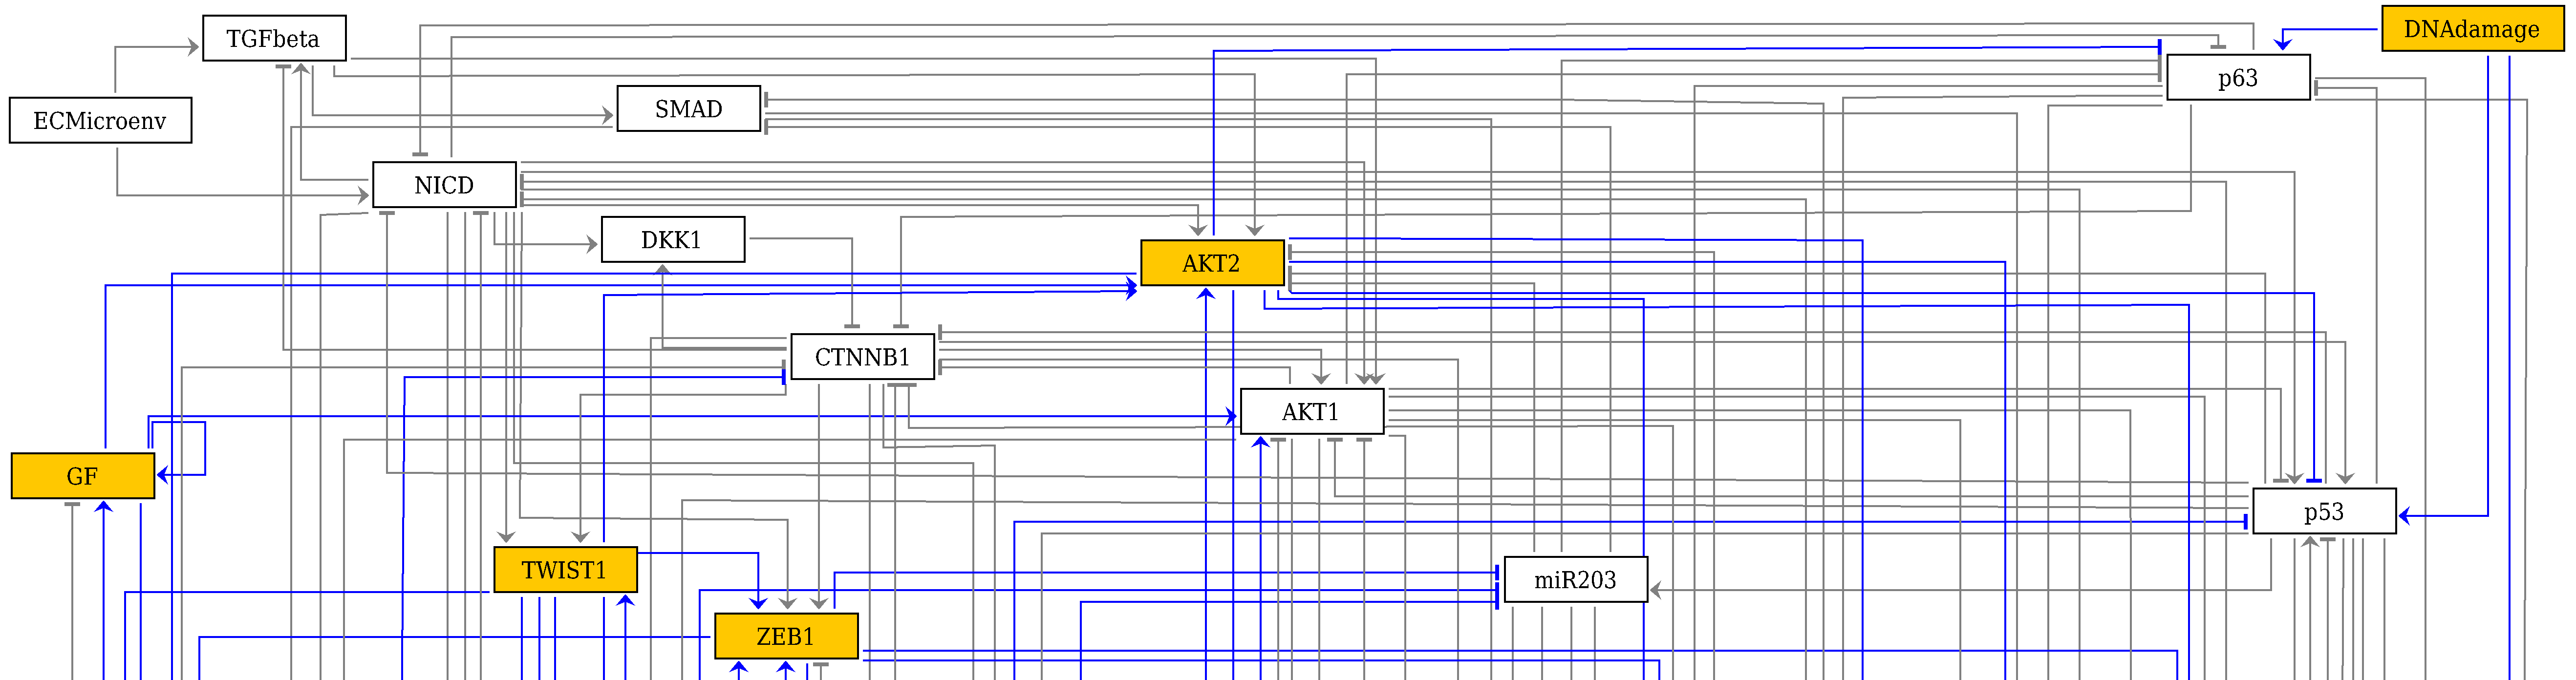 TGFbeta
DNAdamage
p63
SMAD
ECMicroenv
NICD
DKK1
AKT2
CTNNB1
AKT1
GF
p53
TWIST1
miR203
ZEB1